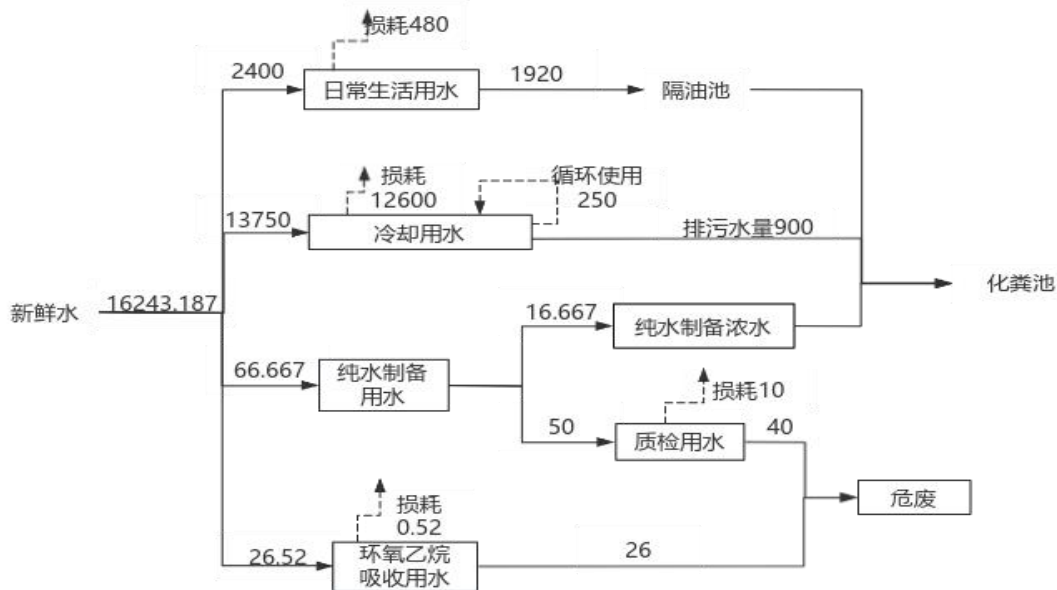 损耗480
2400
日常生活用水
1920
隔油池
损耗
12600
循环使用
250
13750
冷却用水
排污水量900
新鲜水
16243.187
化粪池
16.667
纯水制备浓水
66.667
纯水制备
用水
损耗10
50
质检用水
40
危废
损耗
0.52
26.52
环氧乙烷
吸收用水
26